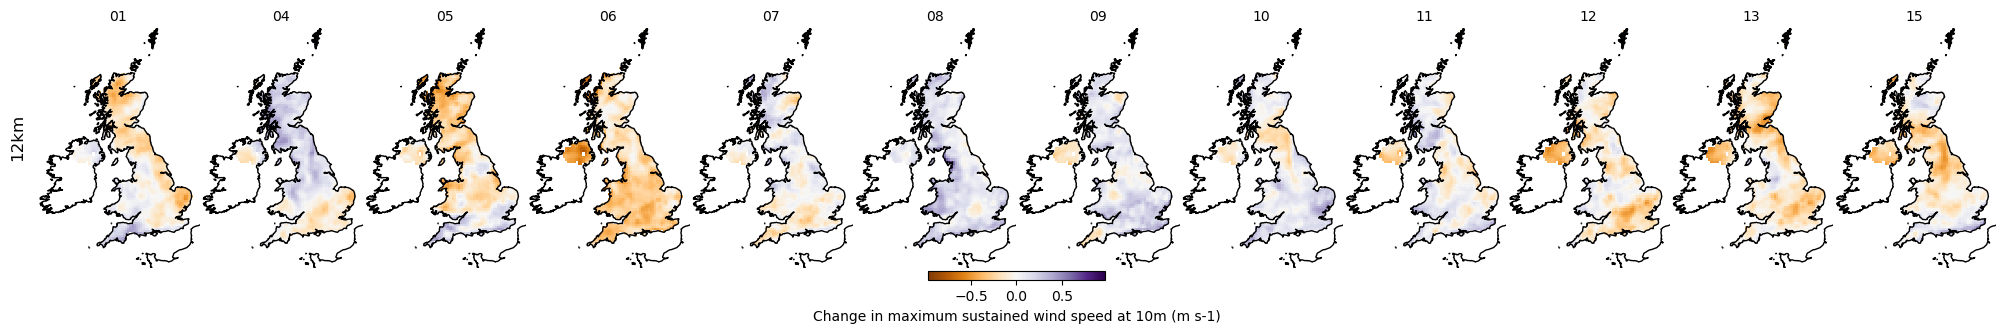 01 04 05 06 07 08 09 10 11 12 13 15
12km
−0.5 0.0 0.5
Change in maximum sustained wind speed at 10m (m s-1)